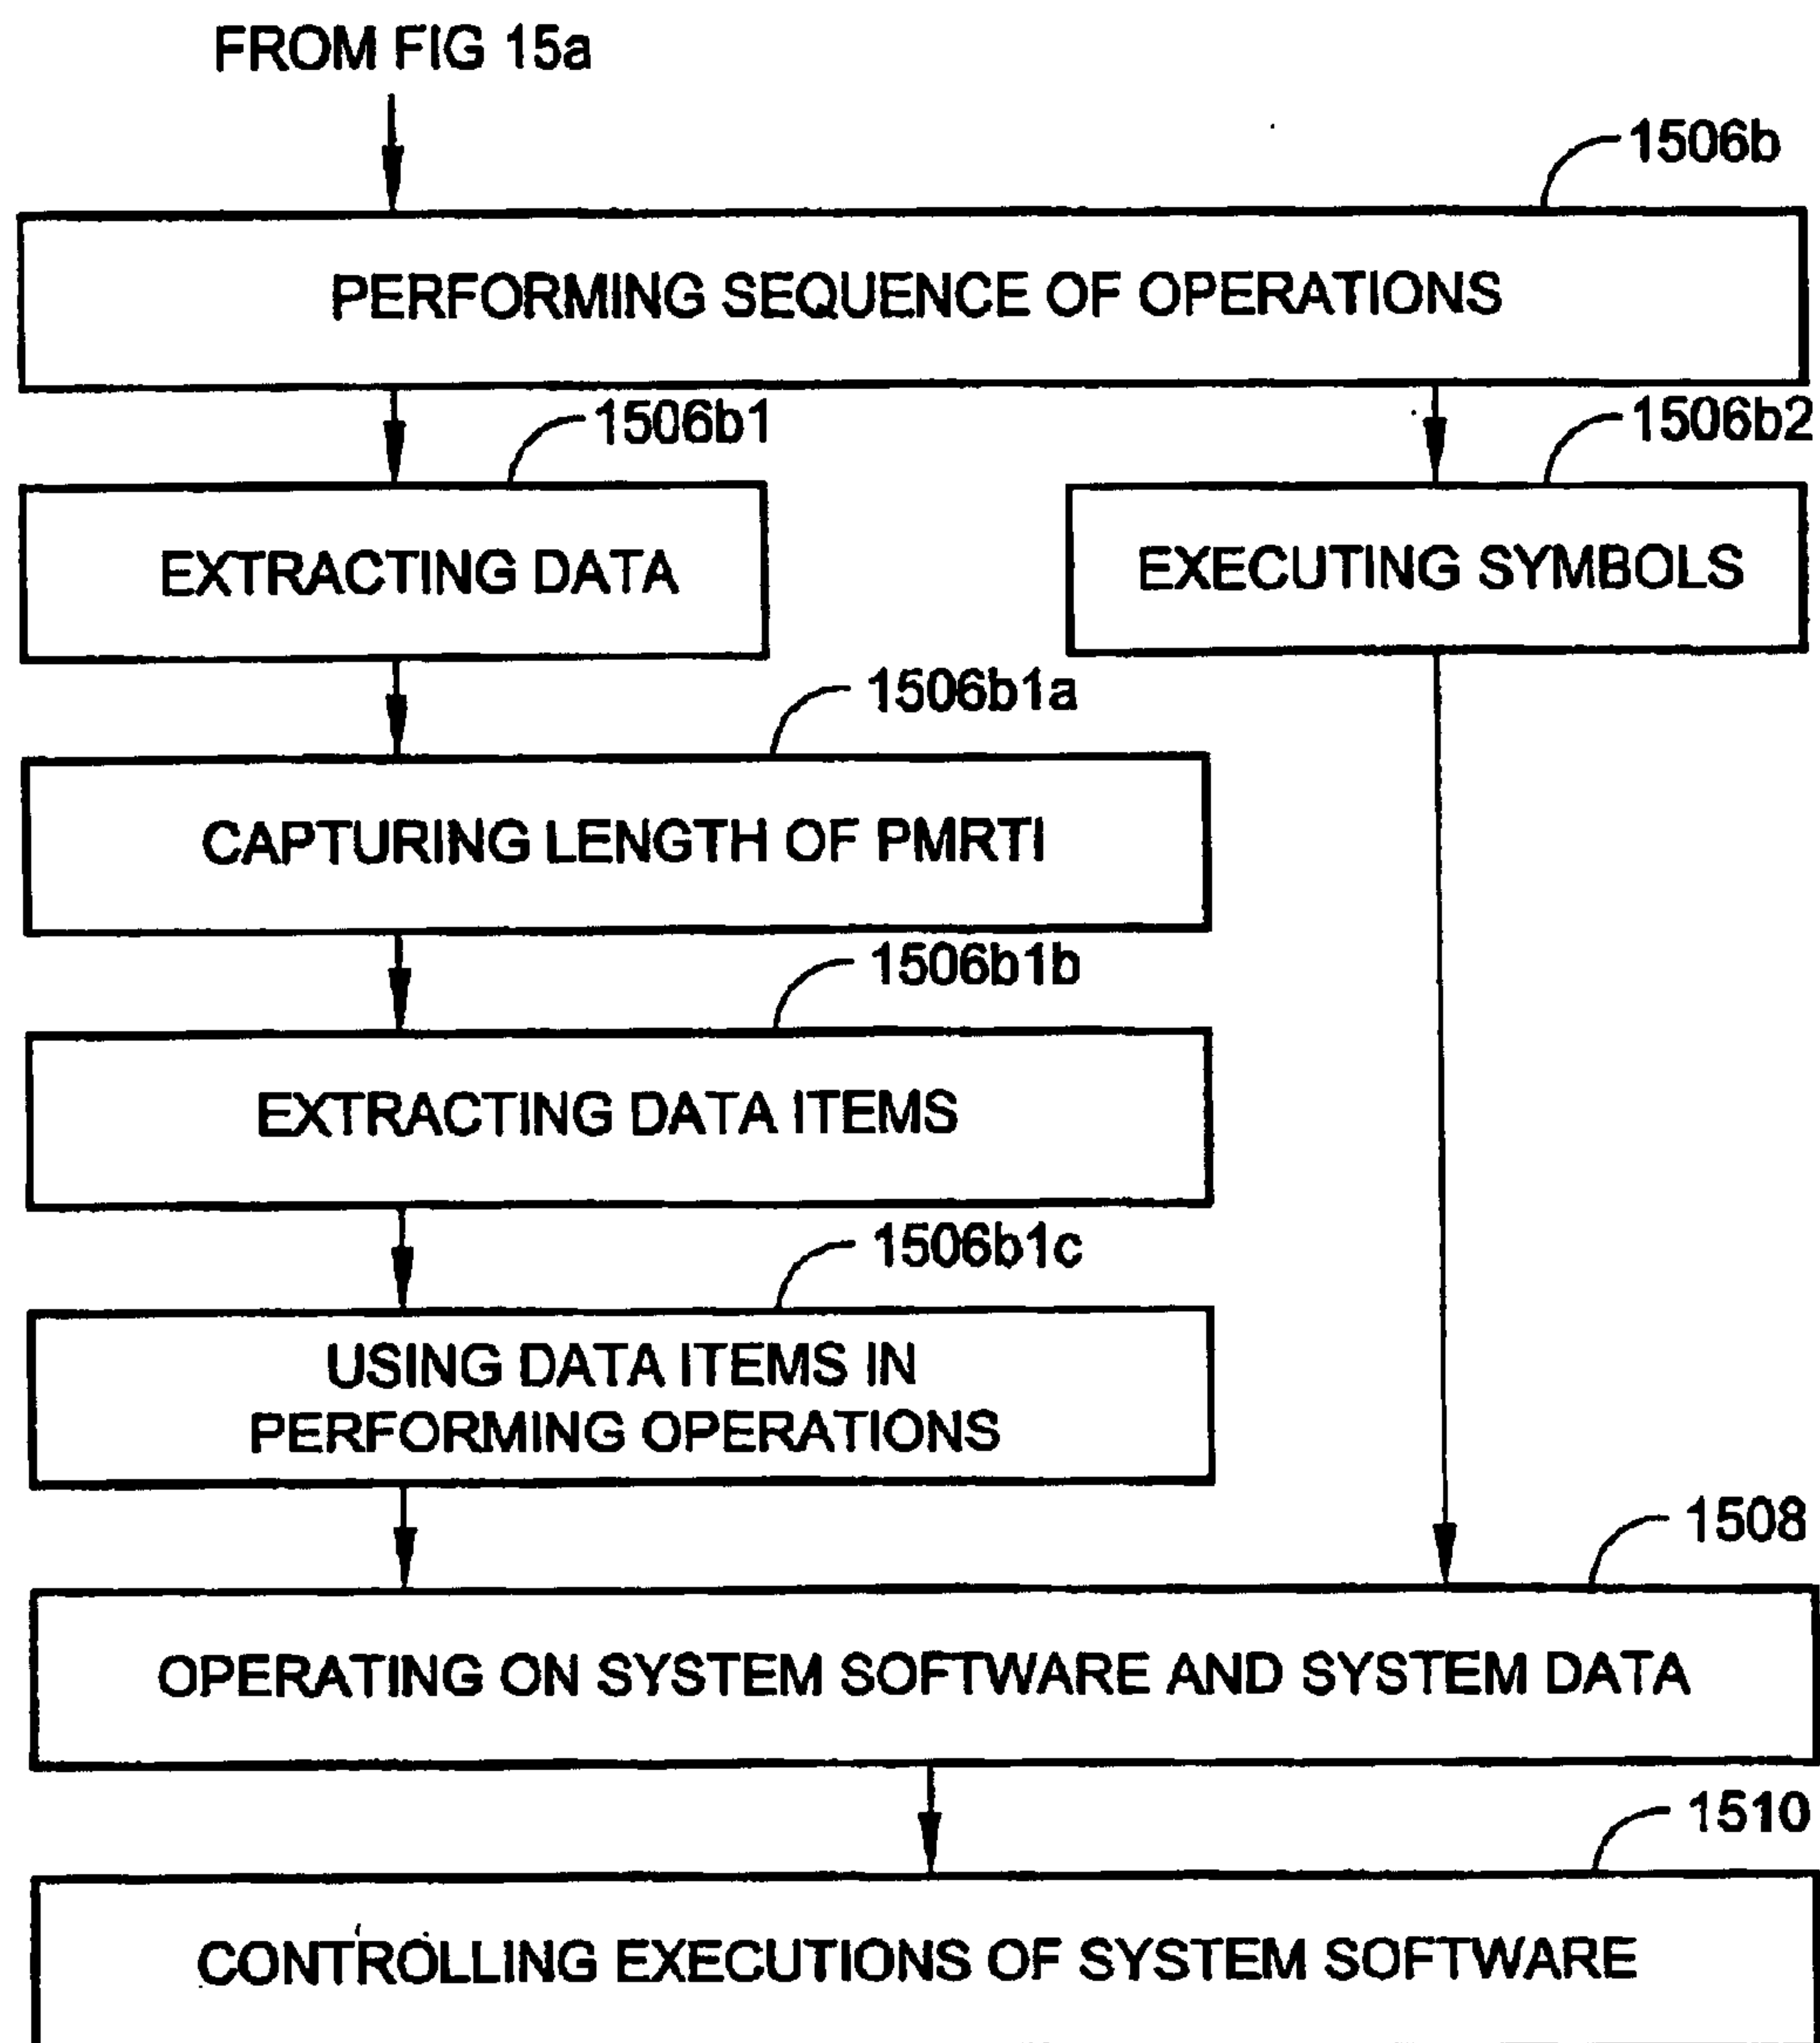 FROM FIG 15a
1506b
PERFORMING SEQUENCE OF OPERATIONS
1506b1
1506b2
EXTRACTING DATA
EXECUTING SYMBOLS
1506b1a
CAPTURING LENGTH OF PMRTI
1506b1b
EXTRACTING DATA ITEMS
1506b1c
USING DATA ITEMS IN
PERFORMING OPERATIONS
1508
OPERATING ON SYSTEM SOFTWARE AND SYSTEM DATA
1510
CONTROLLING EXECUTIONS OF SYSTEM SOFTWARE